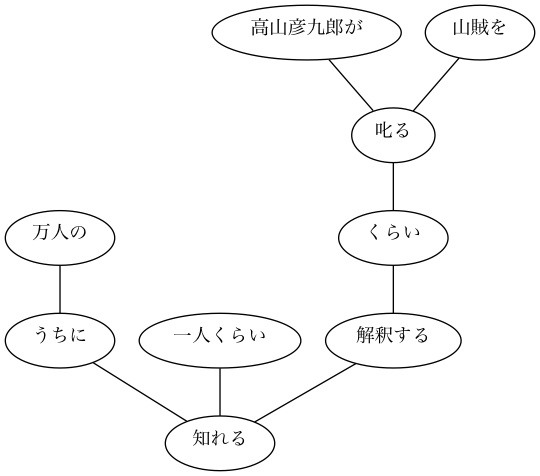 高山彦九郎が
山賊を
叱る
万人の
くらい
うちに
一人くらい
解釈する
知れる